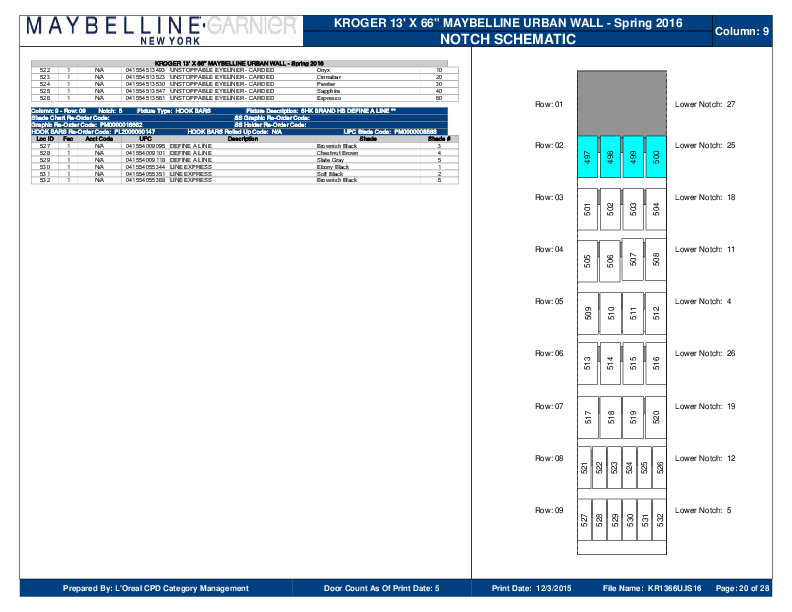 MAYBELLINE GARNIER
NEW YORK
KROGER 13' X 66" MAYBELLINE URBAN WALL - Spring 2016
NOTCH SCHEMATIC
Column: 9
KROGER 13' X 66" MAYBELLINE URBAN WALL - Spring 2016
522 1 N/A 041554513493 UNSTOPPABLE EYELINER - CARDED Onyx 10
523 1 N/A 041554513523 UNSTOPPABLE EYELINER - CARDED Cinnabar 20
524 1 N/A 041554513530 UNSTOPPABLE EYELINER - CARDED Pewter 30
525 1 N/A 041554513547 UNSTOPPABLE EYELINER - CARDED Sapphire 40
526 1 N/A 041554513561 UNSTOPPABLE EYELINER - CARDED Espresso 60
Column: 9 - Row: 09 Notch: 5 Fixture Type: HOOK BARS Fixture Description: 6HK BRAND HB DEFINE A LINE **
Shade Chart Re-Order Code: SS Graphic Re-Order Code:
Graphic Re-Order Code: PM0000016662 SS Holder Re-Order Code:
HOOK BARS Re-Order Code: PL2000000147 HOOK BARS Rolled Up Code: N/A UPC Blade Code: PM0000008586
Loc ID Fac Acct Code UPC Description Shade Shade #
527 1 N/A 041554009095 DEFINE A LINE Brownish Black 3
528 1 N/A 041554009101 DEFINE A LINE Chestnut Brown 4
529 1 N/A 041554009118 DEFINE A LINE Slate Gray 5
530 1 N/A 041554055344 LINE EXPRESS Ebony Black 1
531 1 N/A 041554055351 LINE EXPRESS Soft Black 2
532 1 N/A 041554055368 LINE EXPRESS Brownish Black 5
Row: 01 Lower Notch: 27
Row: 02 497 498 499 500 Lower Notch: 25
Row: 03 501 502 503 504 Lower Notch: 18
Row: 04 505 506 507 508 Lower Notch: 11
Row: 05 509 510 511 512 Lower Notch: 4
Row: 06 513 514 515 516 Lower Notch: 26
Row: 07 517 518 519 520 Lower Notch: 19
Row: 08 521 522 523 524 525 526 Lower Notch: 12
Row: 09 527 528 529 530 531 532 Lower Notch: 5
Prepared By: L'Oreal CPD Category Management Door Count As Of Print Date: 5 Print Date: 12/3/2015 File Name: KR1366UJS16 Page: 20 of 28